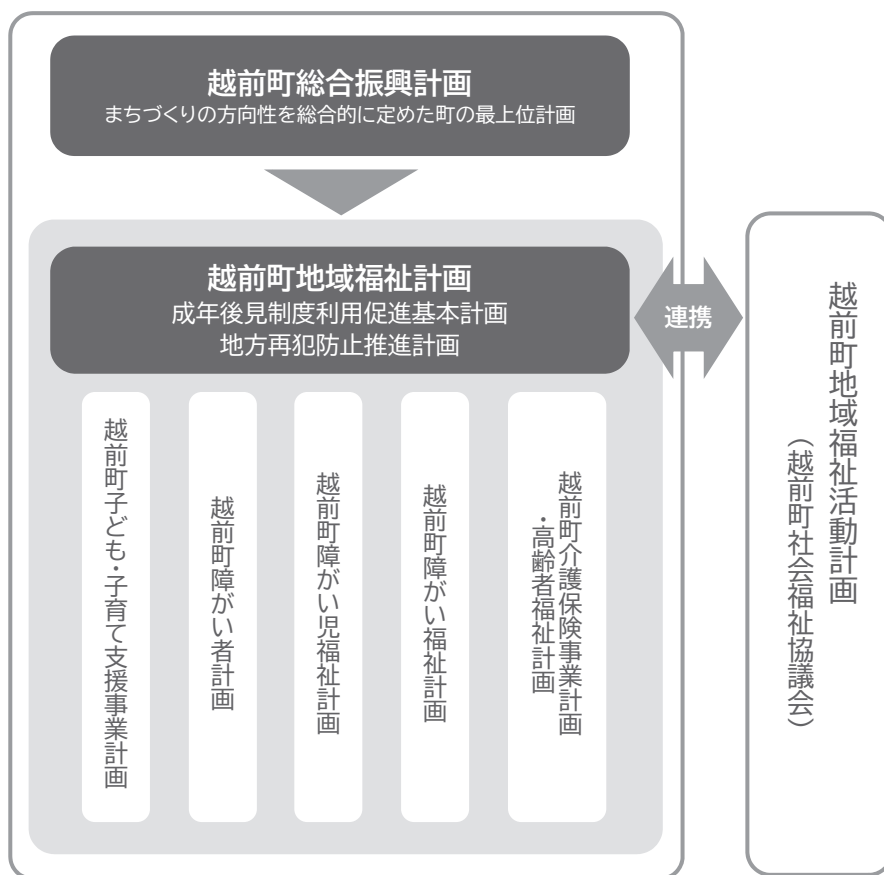 越前町総合振興計画
まちづくりの方向性を総合的に定めた町の最上位計画
越前町地域福祉計画
成年後見制度利用促進基本計画
地方再犯防止推進計画
連携
越前町子ども・子育て支援事業計画
越前町障がい者計画
越前町障がい児福祉計画
越前町障がい福祉計画
越前町介護保険事業計画
・高齢者福祉計画
越前町地域福祉活動計画
（越前町社会福祉協議会）